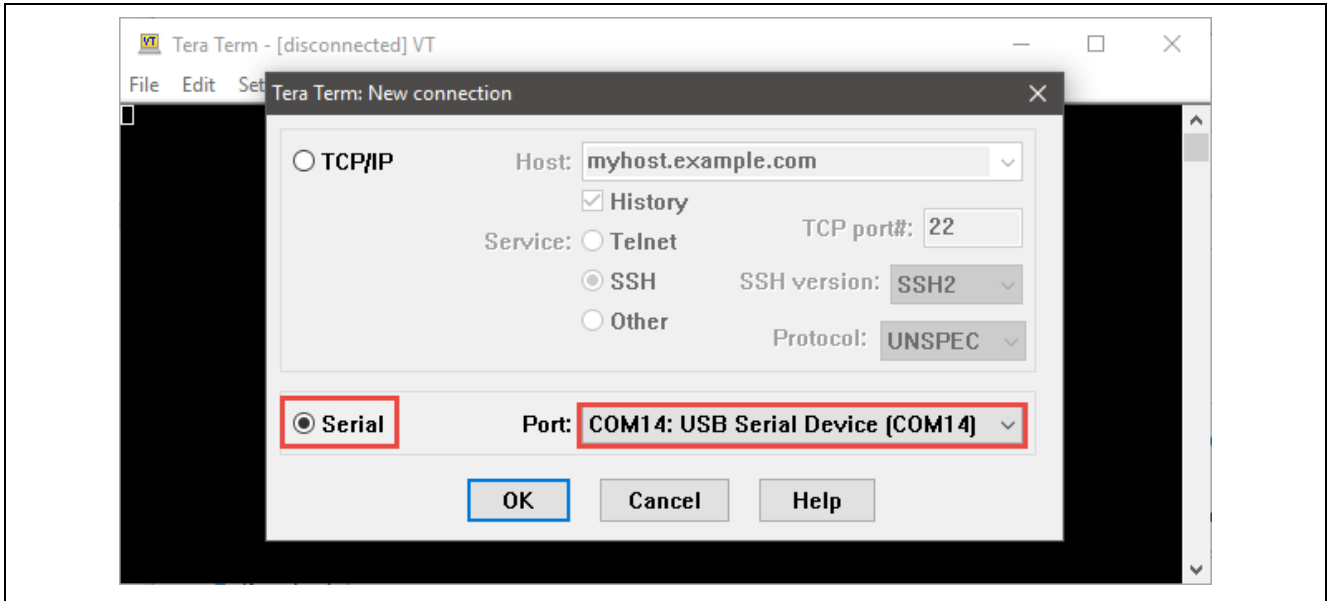 VT Tera Term - [disconnected] VT
File Edit Set
Tera Term: New connection
TCP/IP Host: myhost.example.com
History
Service: Telnet TCP port#: 22
SSH SSH version: SSH2
Other Protocol: UNSPEC
Serial Port: COM14: USB Serial Device (COM14)
OK Cancel Help